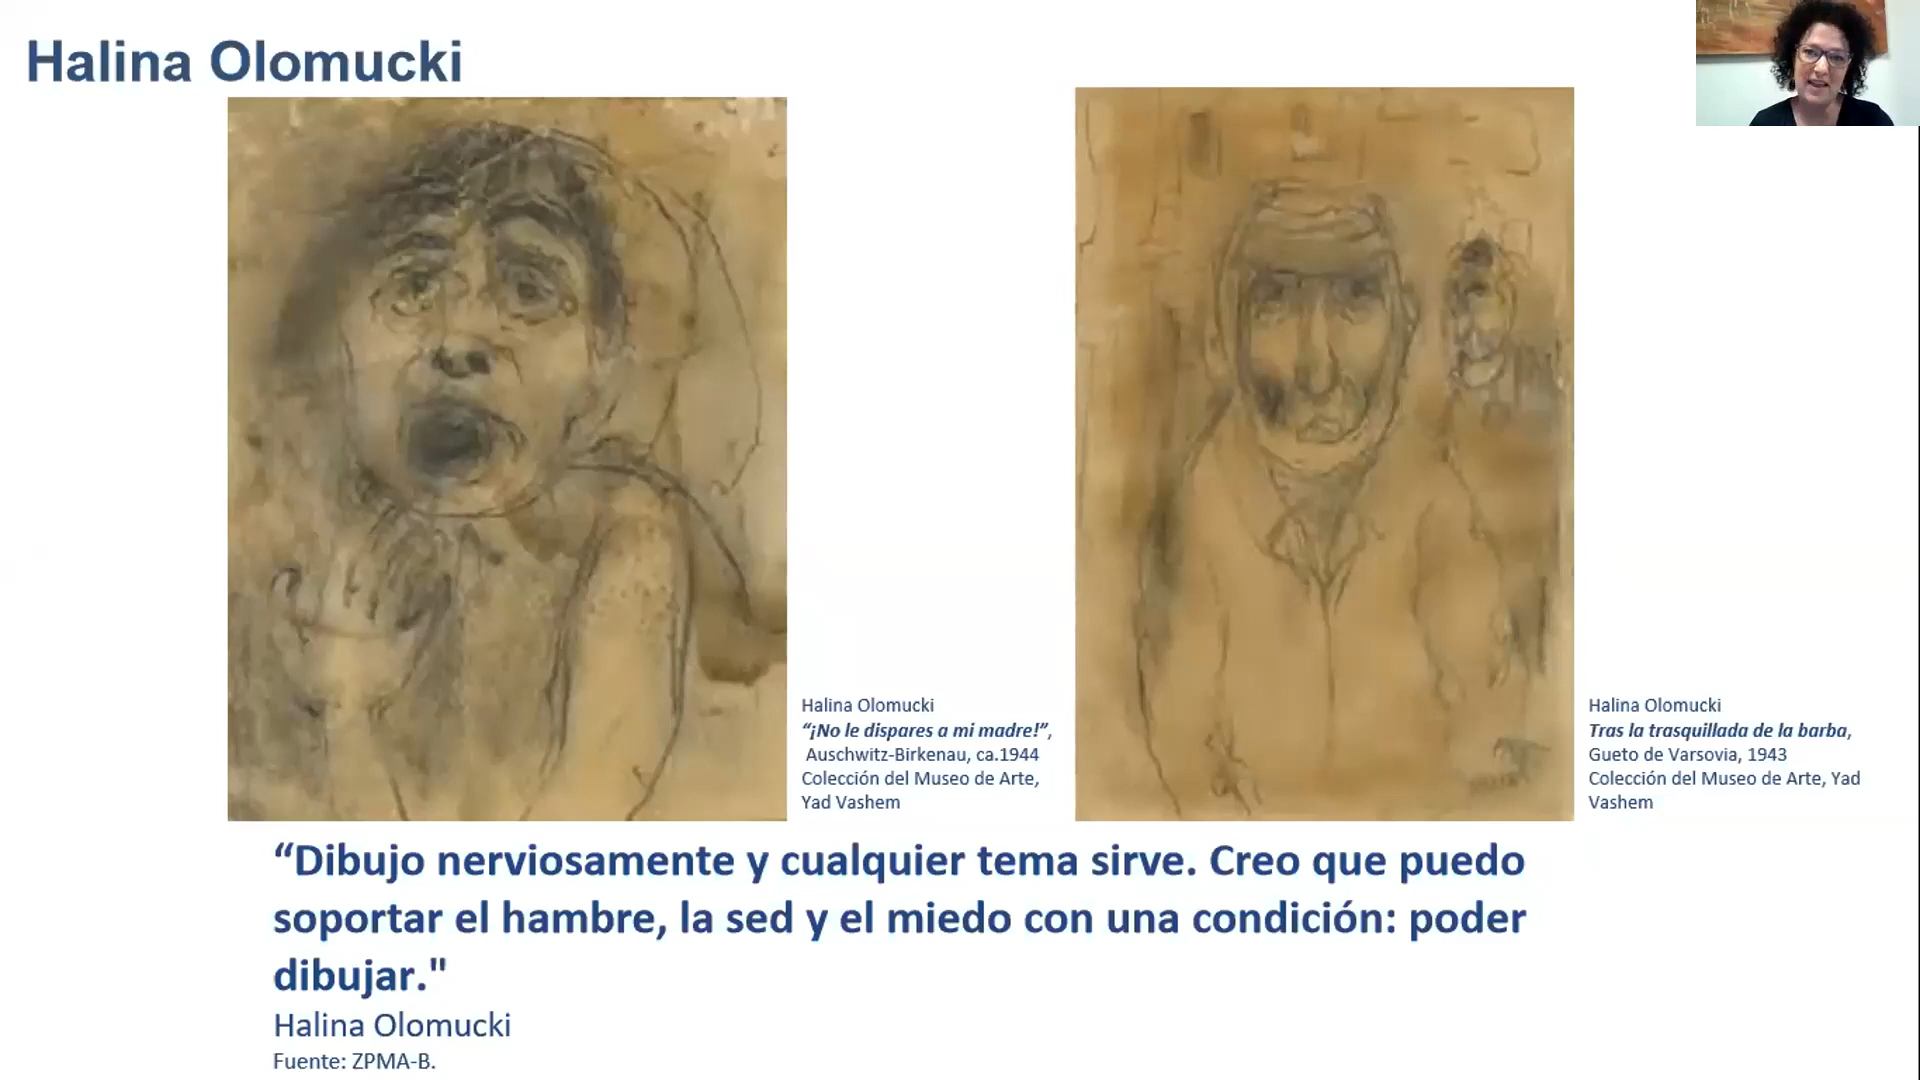 Halina Olomucki
Halina Olomucki
“¡No le dispares a mi madre!”,
Auschwitz-Birkenau, ca.1944
Colección del Museo de Arte,
Yad Vashem
Halina Olomucki
Tras la trasquillada de la barba,
Gueto de Varsovia, 1943
Colección del Museo de Arte, Yad
Vashem
“Dibujo nerviosamente y cualquier tema sirve. Creo que puedo
soportar el hambre, la sed y el miedo con una condición: poder
dibujar."
Halina Olomucki
Fuente: ZPMA-B.